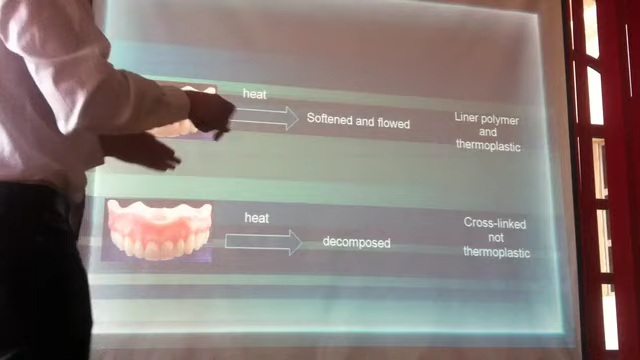 heat
Softened and flowed
Liner polymer
and
thermoplastic
heat
decomposed
Cross-linked
not
thermoplastic